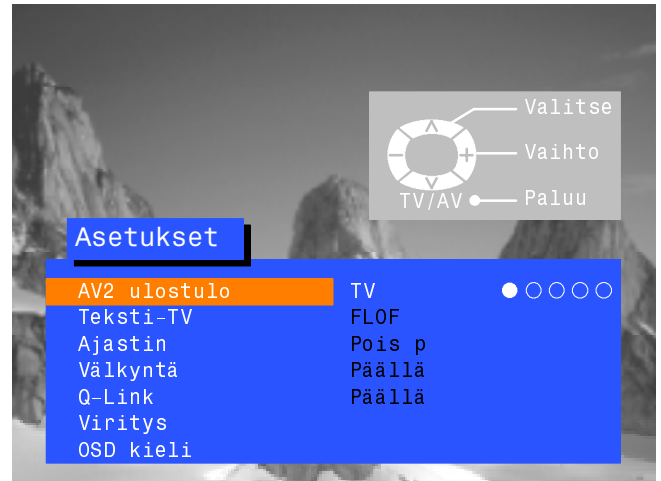 Valitse
Vaihto
TV/AV Paluu
Asetukset
AV2 ulostulo TV
Teksti-TV FLOF
Ajastin Pois p
Välkyntä Päällä
Q-Link Päällä
Viritys
OSD kieli